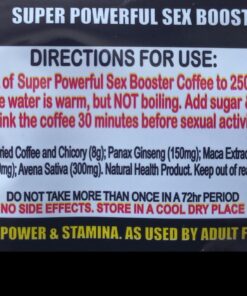 SUPER POWERFUL SEX BOOST
DIRECTIONS FOR USE:
of Super Powerful Sex Booster Coffee to 250
e water is warm, but NOT boiling. Add sugar &
ink the coffee 30 minutes before sexual activi
ried Coffee and Chicory (8g); Panax Ginseng (150mg); Maca Extra
mg); Avena Sativa (300mg). Natural Health Product. Keep out of rea
DO NOT TAKE MORE THAN ONCE IN A 72hr PERIOD
NO SIDE EFFECTS. STORE IN A COOL DRY PLACE
POWER & STAMINA. AS USED BY ADULT F